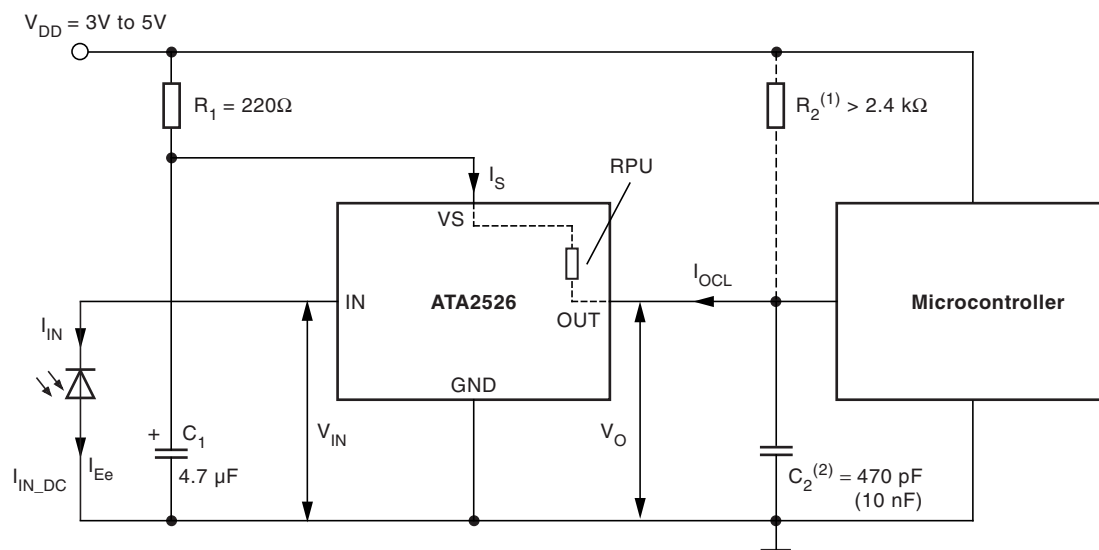 V_DD = 3V to 5V
R_1 = 220Ω
R_2^(1) > 2.4 kΩ
RPU
I_S
VS
I_OCL
IN
ATA2526
Microcontroller
OUT
I_IN
GND
+ C_1
V_IN
V_O
I_Ee
4.7 µF
I_IN_DC
C_2^(2) = 470 pF
(10 nF)